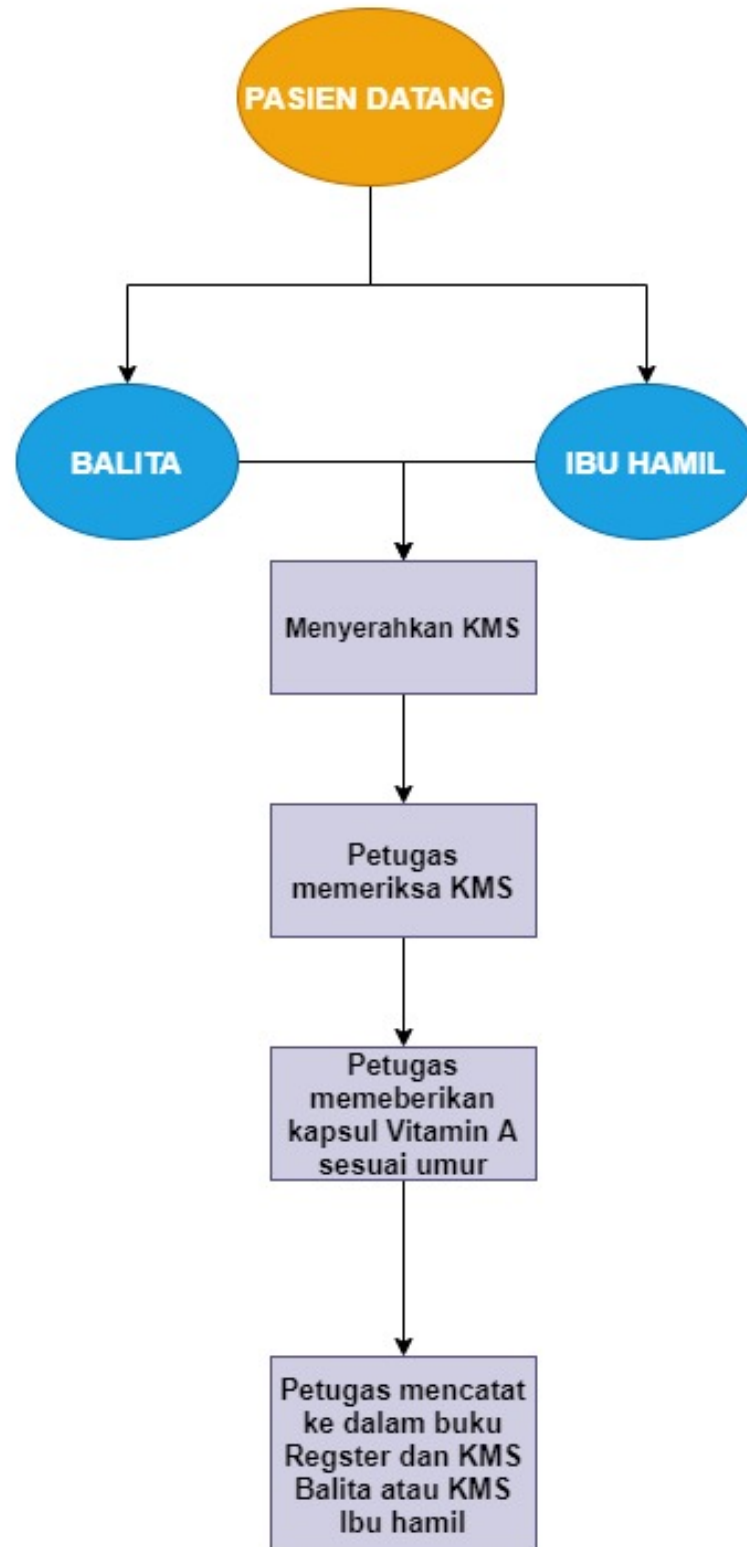 PASIEN DATANG
BALITA
IBU HAMIL
Menyerahkan KMS
Petugas
memeriksa KMS
Petugas
memeberikan
kapsul Vitamin A
sesuai umur
Petugas mencatat
ke dalam buku
Regster dan KMS
Balita atau KMS
Ibu hamil